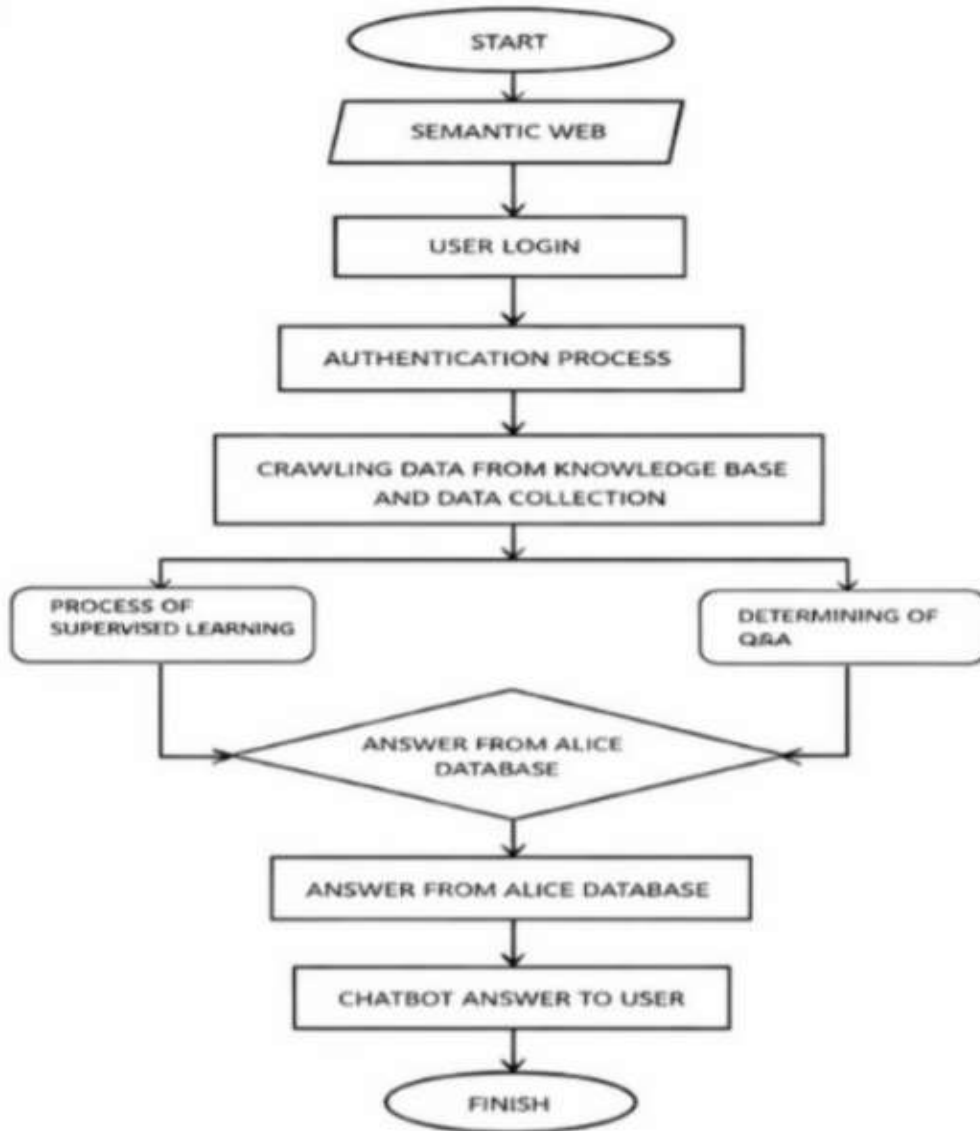 START
SEMANTIC WEB
USER LOGIN
AUTHENTICATION PROCESS
CRAWLING DATA FROM KNOWLEDGE BASE
AND DATA COLLECTION
PROCESS OF
SUPERVISED LEARNING
DETERMINING OF
Q&A
ANSWER FROM ALICE
DATABASE
ANSWER FROM ALICE DATABASE
CHATBOT ANSWER TO USER
FINISH